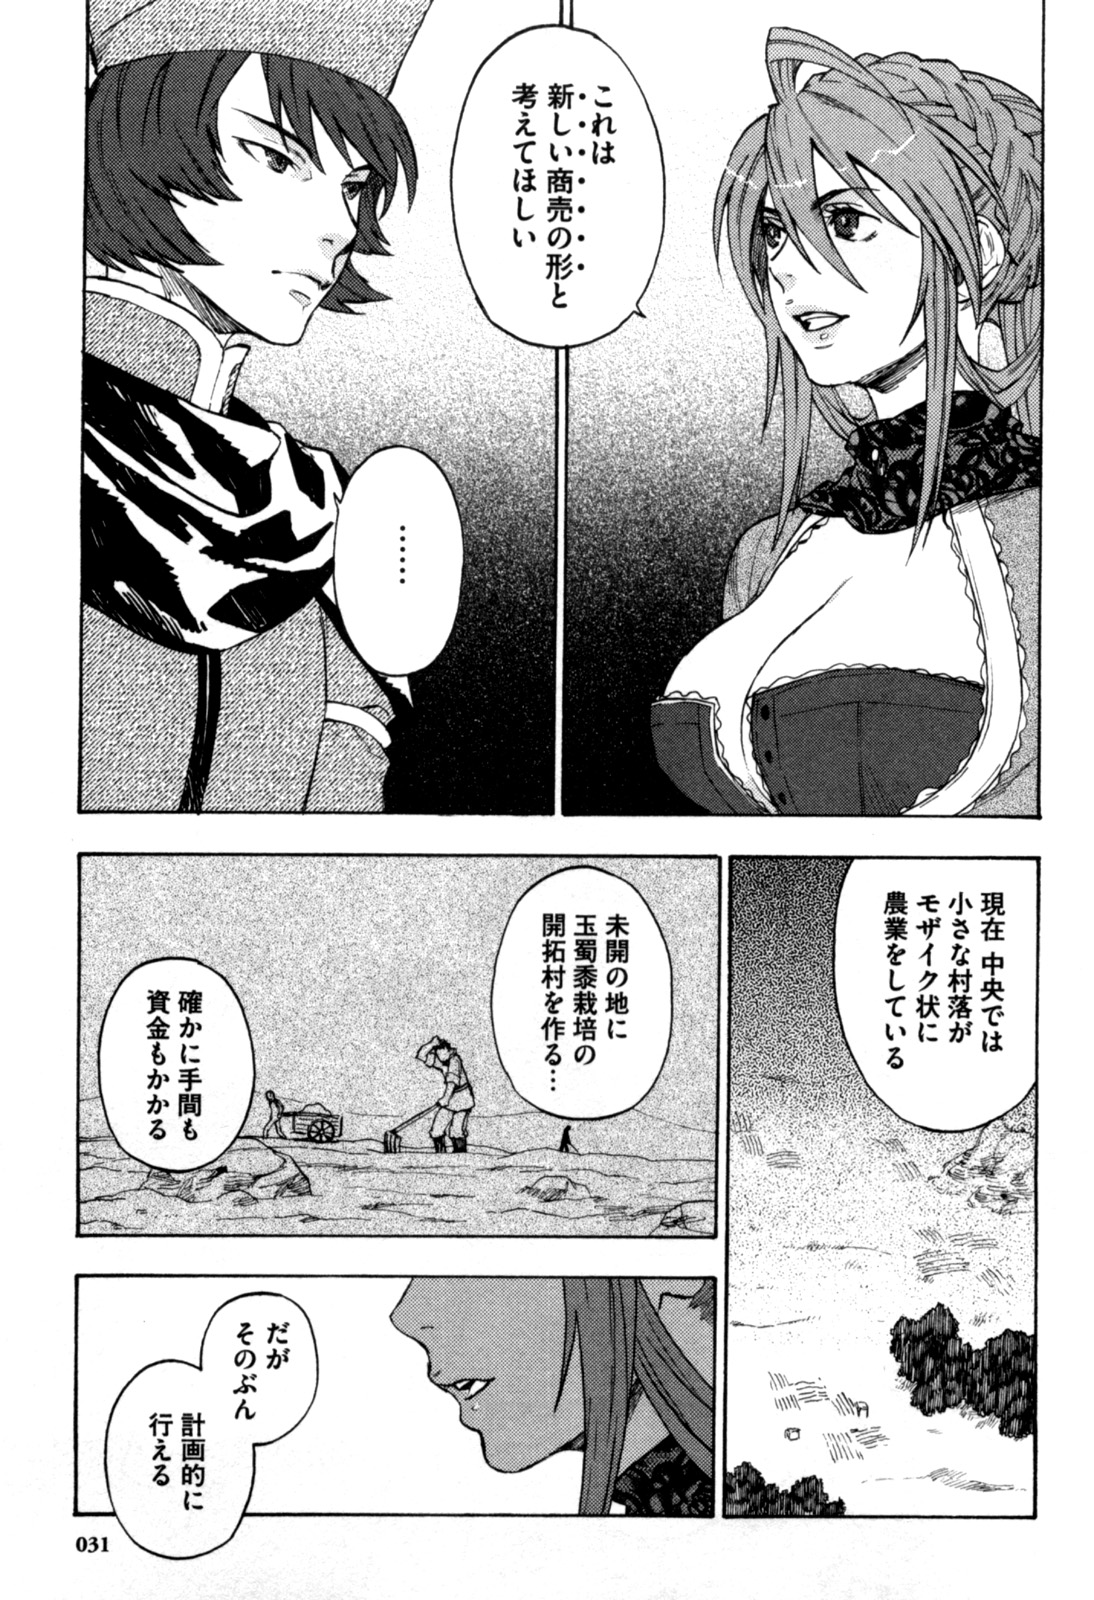 これは
新しい商売の形と
考えてほしい
……
現在 中央では
小さな村落が
モザイク状に
農業をしている
未開の地に
玉蜀黍栽培の
開拓村を作る…
確かに手間も
資金もかかる
だが
そのぶん
計画的に
行える
031